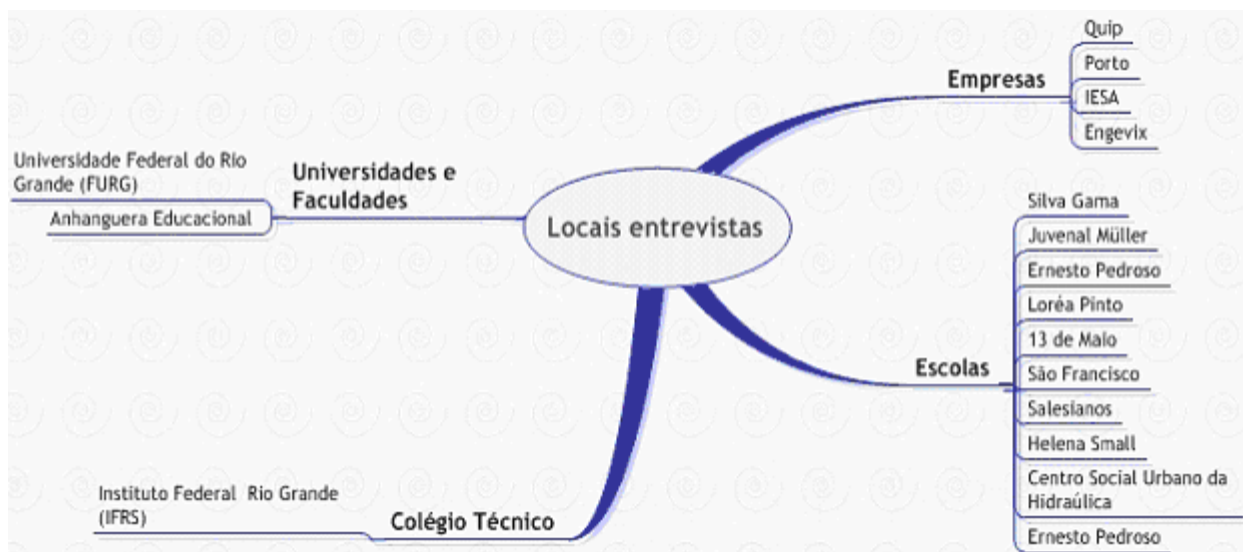 Locais entrevistas
Empresas
Quip
Porto
IESA
Engevix
Escolas
Silva Gama
Juvenal Müller
Ernesto Pedroso
Loréa Pinto
13 de Maio
São Francisco
Salesianos
Helena Small
Centro Social Urbano da
Hidraúlica
Ernesto Pedroso
Colégio Técnico
Instituto Federal Rio Grande
(IFRS)
Universidades e
Faculdades
Universidade Federal do Rio
Grande (FURG)
Anhanguera Educacional